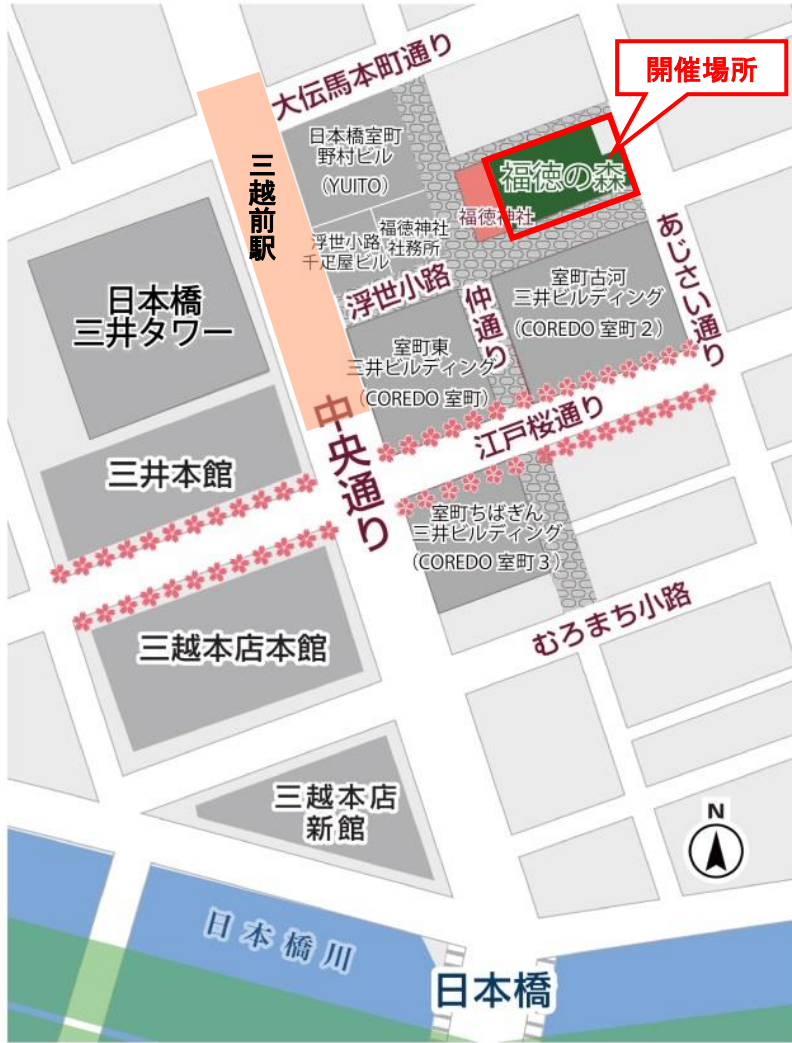 大伝馬本町通り
開催場所
日本橋室町
野村ビル
(YUITO)
三越前駅
福徳の森
福徳神社
あじさい通り
浮世小路
千疋屋ビル
福徳神社
社務所
浮世小路
仲通り
室町古河
三井ビルディング
(COREDO 室町2)
日本橋
三井タワー
室町東
三井ビルディング
(COREDO 室町)
中央通り
江戸桜通り
三井本館
室町ちばぎん
三井ビルディング
(COREDO 室町3)
むろまち小路
三越本店本館
三越本店
新館
N
日本橋川
日本橋